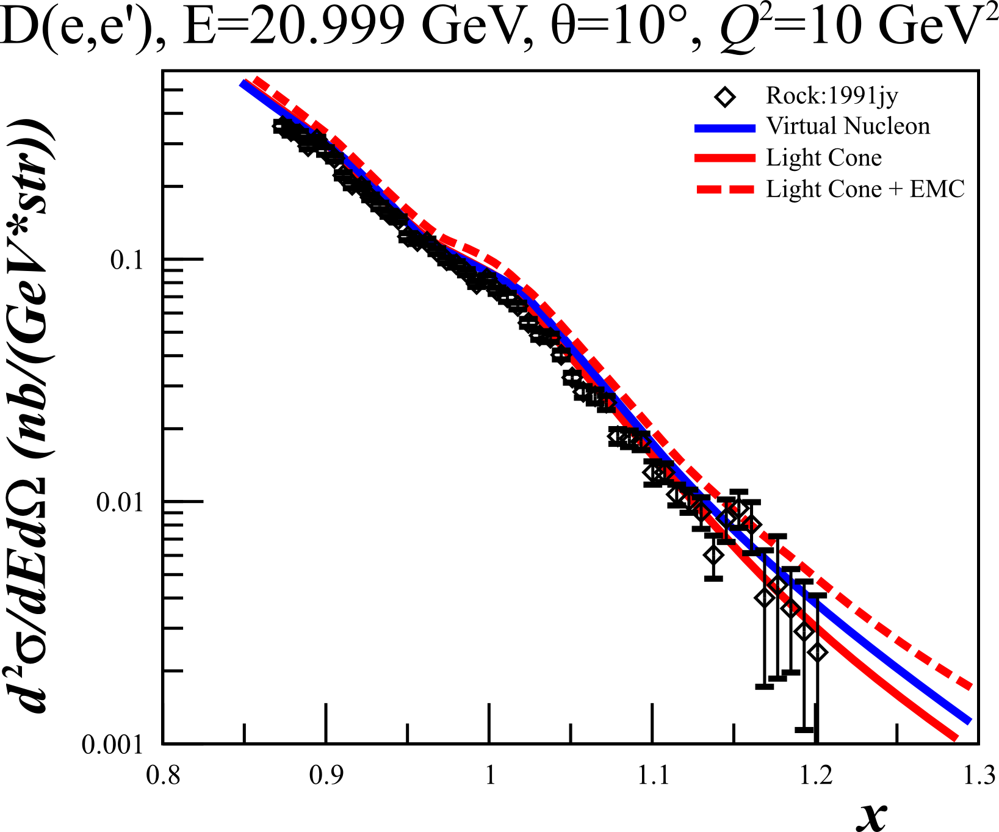 D(e,e'), E=20.999 GeV, θ=10°, Q²=10 GeV²
Rock:1991jy
Virtual Nucleon
Light Cone
Light Cone + EMC
d²σ/dEdΩ (nb/(GeV*str))
0.1
0.01
0.001
0.8 0.9 1 1.1 1.2 1.3
x